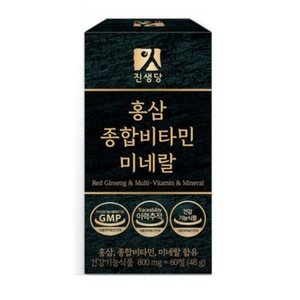 진생당
홍삼
종합비타민
미네랄
Red Ginseng & Multi-Vitamin & Mineral
GMP
Traceability
이력추적
건강
기능식품
홍삼, 종합비타민, 미네랄 함유
건강기능식품 800 mg × 60정 (48 g)